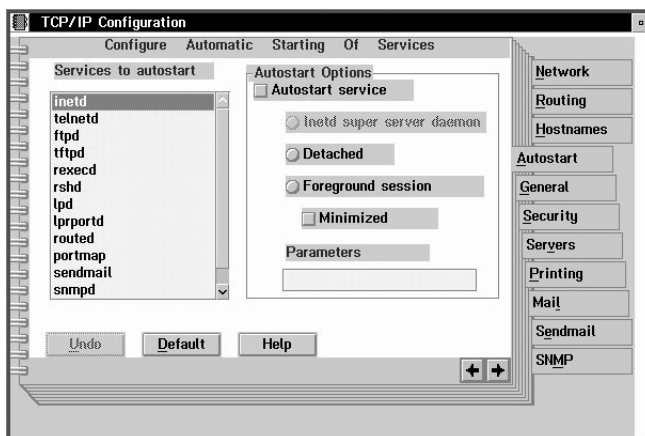 TCP/IP Configuration
Configure Automatic Starting Of Services
Services to autostart
inetd
telnetd
ftpd
tftpd
rexecd
rshd
lpd
lprportd
routed
portmap
sendmail
snmpd
Autostart Options
Autostart service
Inetd super server daemon
Detached
Foreground session
Minimized
Parameters
Undo
Default
Help
Network
Routing
Hostnames
Autostart
General
Security
Servers
Printing
Mail
Sendmail
SNMP